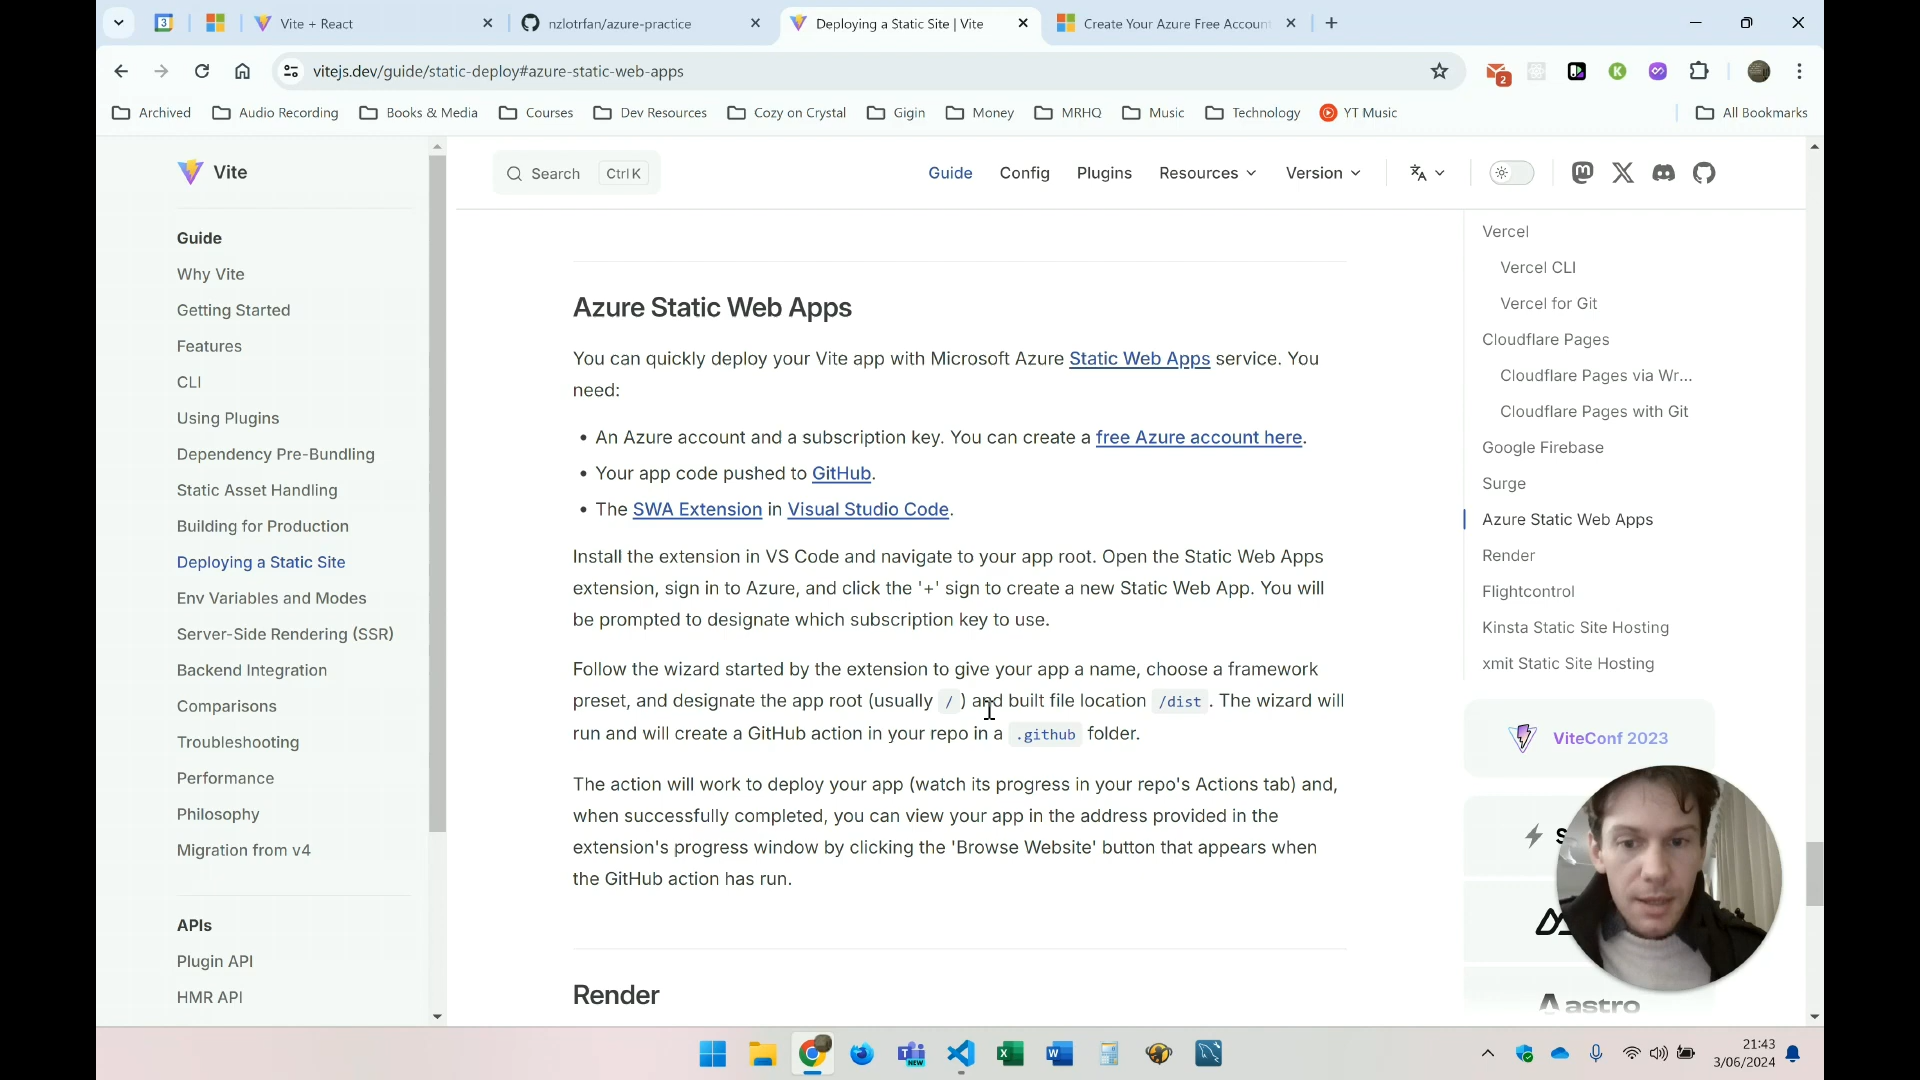 3
Vite + React
nzlotrfan/azure-practice
Deploying a Static Site | Vite
Create Your Azure Free Accoun
vitejs.dev/guide/static-deploy#azure-static-web-apps
2
K
Archived
Audio Recording
Books & Media
Courses
Dev Resources
Cozy on Crystal
Gigin
Money
MRHQ
Music
Technology
YT Music
All Bookmarks
Vite
Search
Ctrl K
Guide
Config
Plugins
Resources
Version
Guide
Why Vite
Getting Started
Features
CLI
Using Plugins
Dependency Pre-Bundling
Static Asset Handling
Building for Production
Deploying a Static Site
Env Variables and Modes
Server-Side Rendering (SSR)
Backend Integration
Comparisons
Troubleshooting
Performance
Philosophy
Migration from v4
APIs
Plugin API
HMR API
Azure Static Web Apps
You can quickly deploy your Vite app with Microsoft Azure Static Web Apps service. You
need:
• An Azure account and a subscription key. You can create a free Azure account here.
• Your app code pushed to GitHub.
• The SWA Extension in Visual Studio Code.
Install the extension in VS Code and navigate to your app root. Open the Static Web Apps
extension, sign in to Azure, and click the '+' sign to create a new Static Web App. You will
be prompted to designate which subscription key to use.
Follow the wizard started by the extension to give your app a name, choose a framework
preset, and designate the app root (usually / ) and built file location /dist . The wizard will
run and will create a GitHub action in your repo in a .github folder.
The action will work to deploy your app (watch its progress in your repo's Actions tab) and,
when successfully completed, you can view your app in the address provided in the
extension's progress window by clicking the 'Browse Website' button that appears when
the GitHub action has run.
Render
Vercel
Vercel CLI
Vercel for Git
Cloudflare Pages
Cloudflare Pages via Wr...
Cloudflare Pages with Git
Google Firebase
Surge
Azure Static Web Apps
Render
Flightcontrol
Kinsta Static Site Hosting
xmit Static Site Hosting
ViteConf 2023
astro
NEW
21:43
3/06/2024